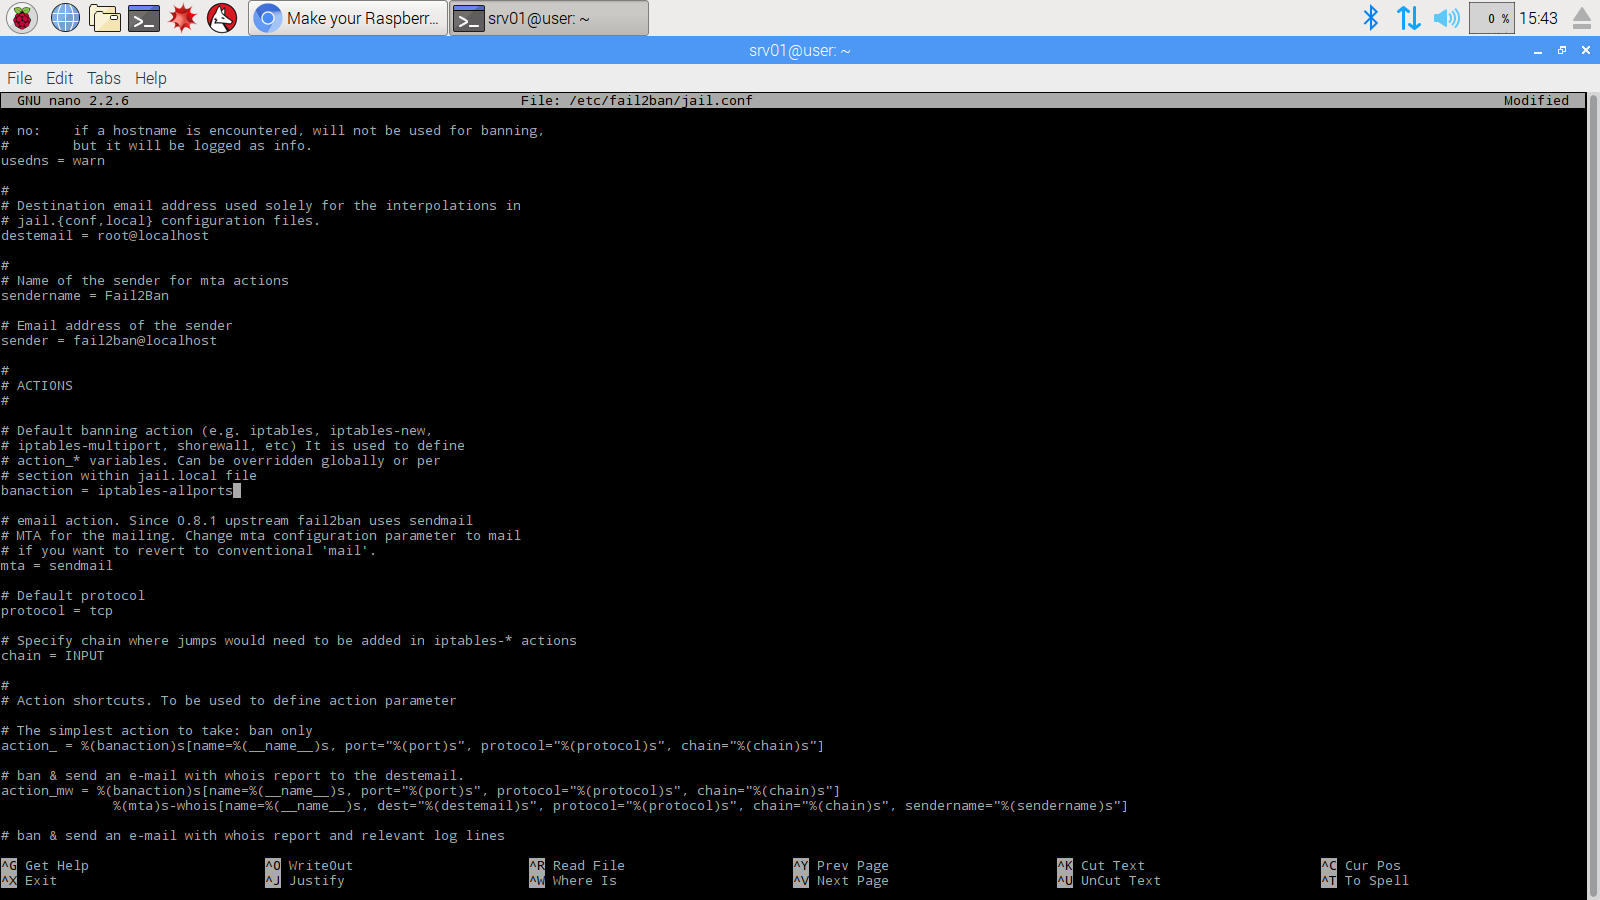 Make your Raspberr...
srv01@user: ~
0 %
15:43
srv01@user: ~
File Edit Tabs Help
GNU nano 2.2.6 File: /etc/fail2ban/jail.conf Modified
# no:    if a hostname is encountered, will not be used for banning,
#        but it will be logged as info.
usedns = warn
#
# Destination email address used solely for the interpolations in
# jail.{conf,local} configuration files.
destemail = root@localhost
#
# Name of the sender for mta actions
sendername = Fail2Ban
# Email address of the sender
sender = fail2ban@localhost
#
# ACTIONS
#
# Default banning action (e.g. iptables, iptables-new,
# iptables-multiport, shorewall, etc) It is used to define
# action_* variables. Can be overridden globally or per
# section within jail.local file
banaction = iptables-allports
# email action. Since 0.8.1 upstream fail2ban uses sendmail
# MTA for the mailing. Change mta configuration parameter to mail
# if you want to revert to conventional 'mail'.
mta = sendmail
# Default protocol
protocol = tcp
# Specify chain where jumps would need to be added in iptables-* actions
chain = INPUT
#
# Action shortcuts. To be used to define action parameter
# The simplest action to take: ban only
action_ = %(banaction)s[name=%(__name__)s, port="%(port)s", protocol="%(protocol)s", chain="%(chain)s"]
# ban & send an e-mail with whois report to the destemail.
action_mw = %(banaction)s[name=%(__name__)s, port="%(port)s", protocol="%(protocol)s", chain="%(chain)s"]
              %(mta)s-whois[name=%(__name__)s, dest="%(destemail)s", protocol="%(protocol)s", chain="%(chain)s", sendername="%(sendername)s"]
# ban & send an e-mail with whois report and relevant log lines
^G Get Help ^O WriteOut ^R Read File ^Y Prev Page ^K Cut Text ^C Cur Pos
^X Exit ^J Justify ^W Where Is ^V Next Page ^U UnCut Text ^T To Spell